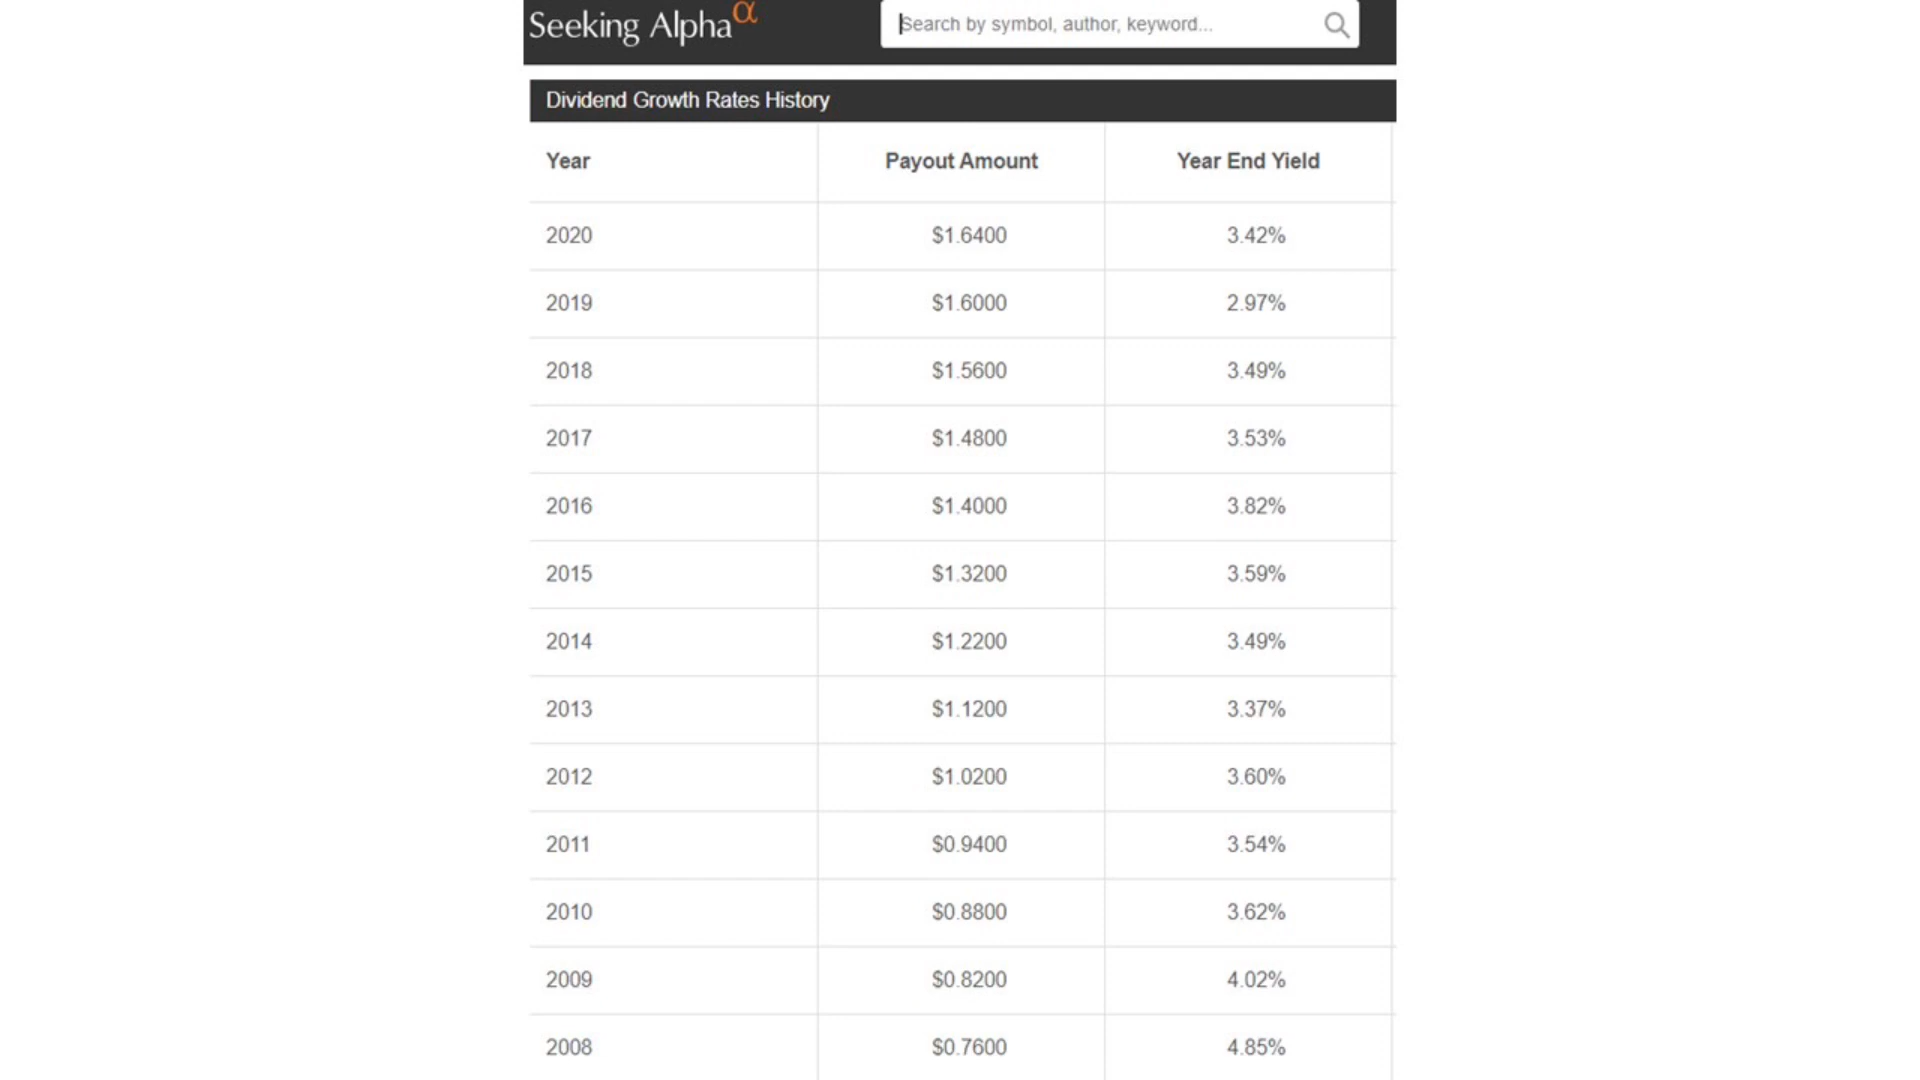 Seeking Alpha α
Search by symbol, author, keyword...
Dividend Growth Rates History
Year Payout Amount Year End Yield
2020 $1.6400 3.42%
2019 $1.6000 2.97%
2018 $1.5600 3.49%
2017 $1.4800 3.53%
2016 $1.4000 3.82%
2015 $1.3200 3.59%
2014 $1.2200 3.49%
2013 $1.1200 3.37%
2012 $1.0200 3.60%
2011 $0.9400 3.54%
2010 $0.8800 3.62%
2009 $0.8200 4.02%
2008 $0.7600 4.85%